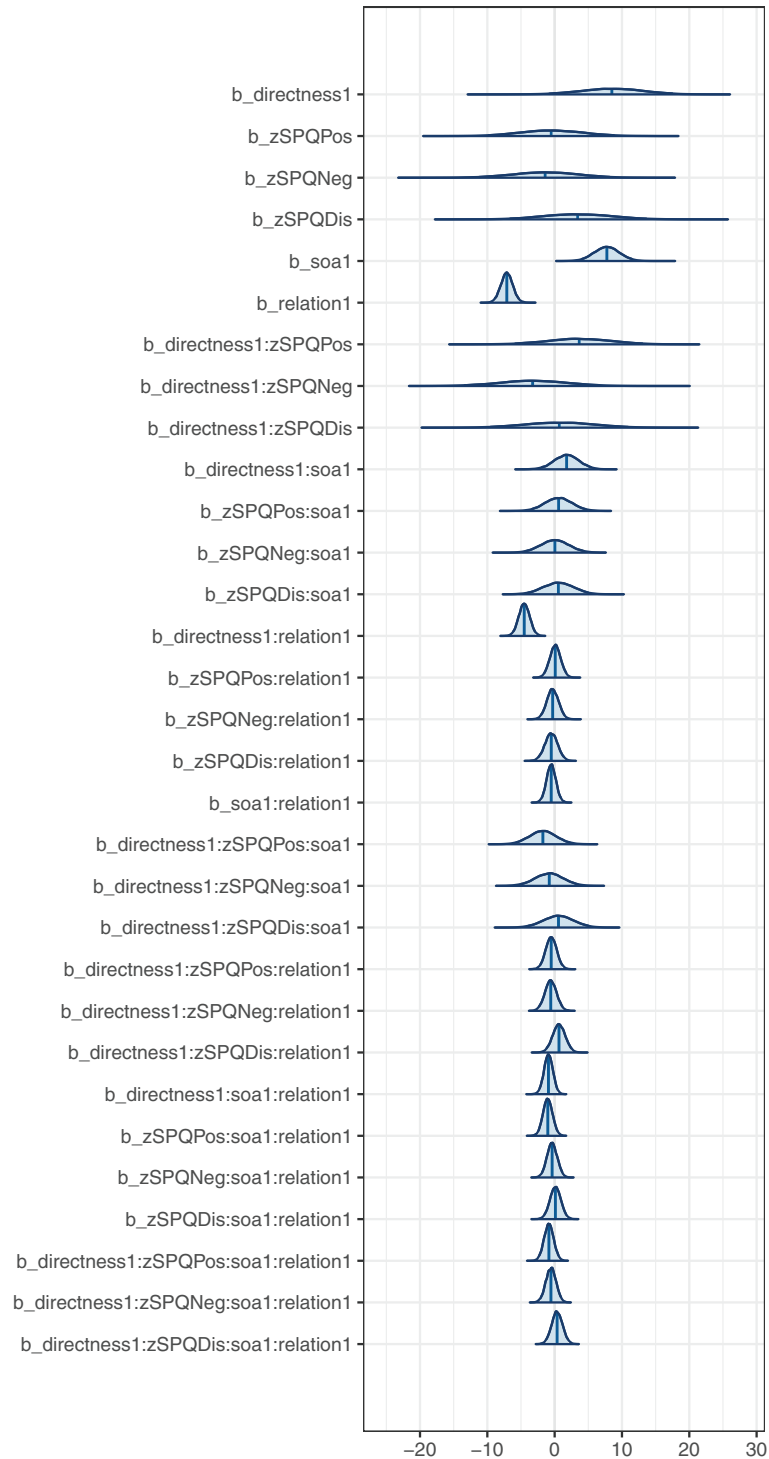 b_directness1
b_zSPQPos
b_zSPQNeg
b_zSPQDis
b_soa1
b_relation1
b_directness1:zSPQPos
b_directness1:zSPQNeg
b_directness1:zSPQDis
b_directness1:soa1
b_zSPQPos:soa1
b_zSPQNeg:soa1
b_zSPQDis:soa1
b_directness1:relation1
b_zSPQPos:relation1
b_zSPQNeg:relation1
b_zSPQDis:relation1
b_soa1:relation1
b_directness1:zSPQPos:soa1
b_directness1:zSPQNeg:soa1
b_directness1:zSPQDis:soa1
b_directness1:zSPQPos:relation1
b_directness1:zSPQNeg:relation1
b_directness1:zSPQDis:relation1
b_directness1:soa1:relation1
b_zSPQPos:soa1:relation1
b_zSPQNeg:soa1:relation1
b_zSPQDis:soa1:relation1
b_directness1:zSPQPos:soa1:relation1
b_directness1:zSPQNeg:soa1:relation1
b_directness1:zSPQDis:soa1:relation1
−20 −10 0 10 20 30